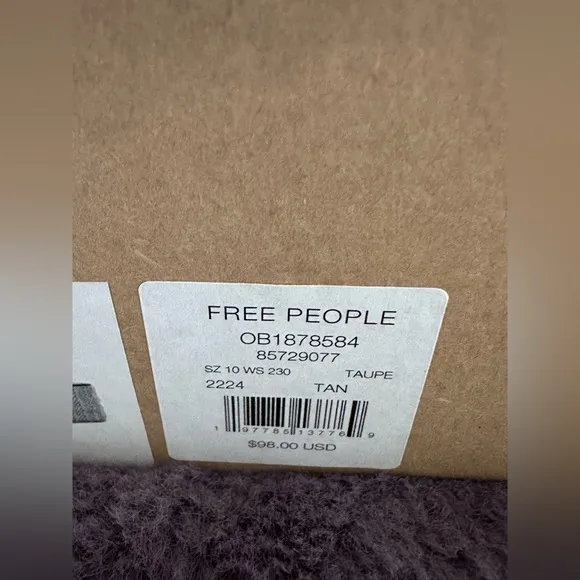 FREE PEOPLE
OB1878584
85729077
SZ 10 WS 230 TAUPE
2224 TAN
1 97785 13776 9
$98.00 USD